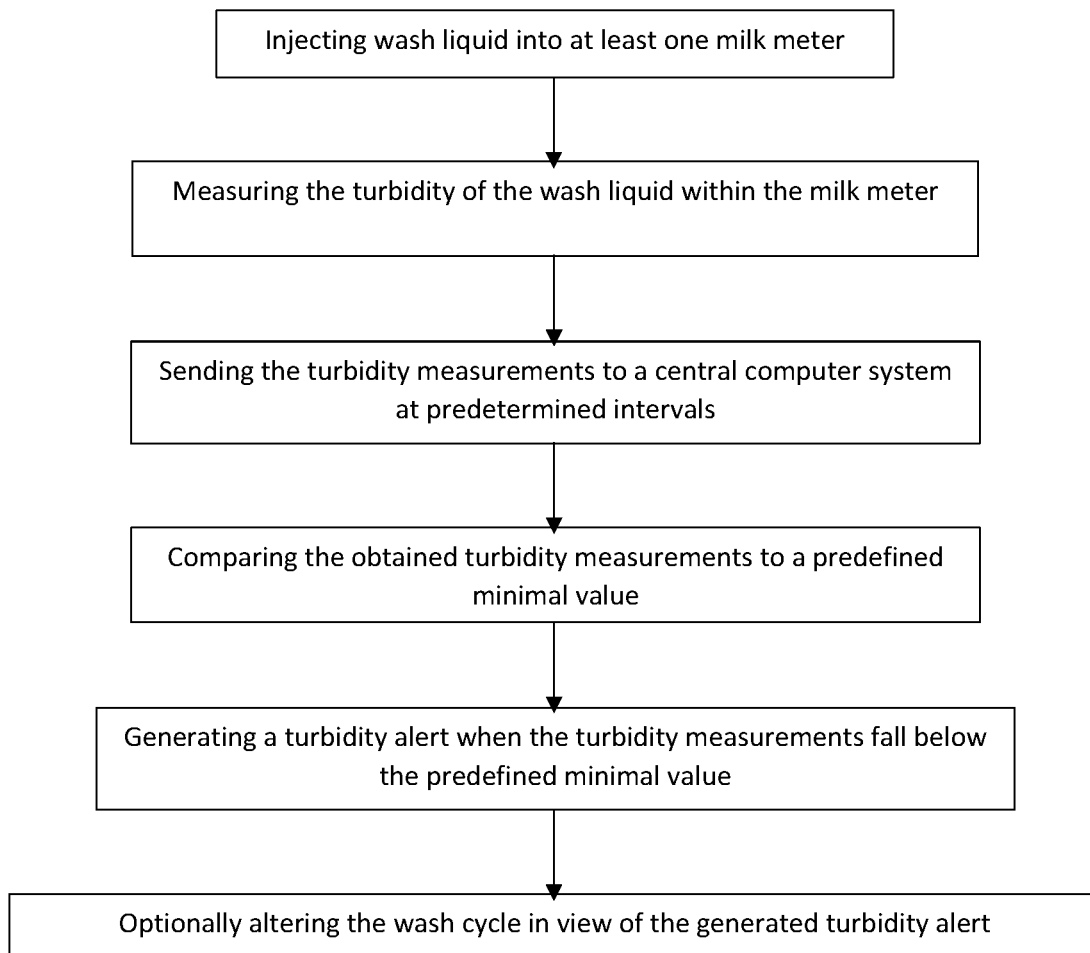 Injecting wash liquid into at least one milk meter
Measuring the turbidity of the wash liquid within the milk meter
Sending the turbidity measurements to a central computer system
at predetermined intervals
Comparing the obtained turbidity measurements to a predefined
minimal value
Generating a turbidity alert when the turbidity measurements fall below
the predefined minimal value
Optionally altering the wash cycle in view of the generated turbidity alert